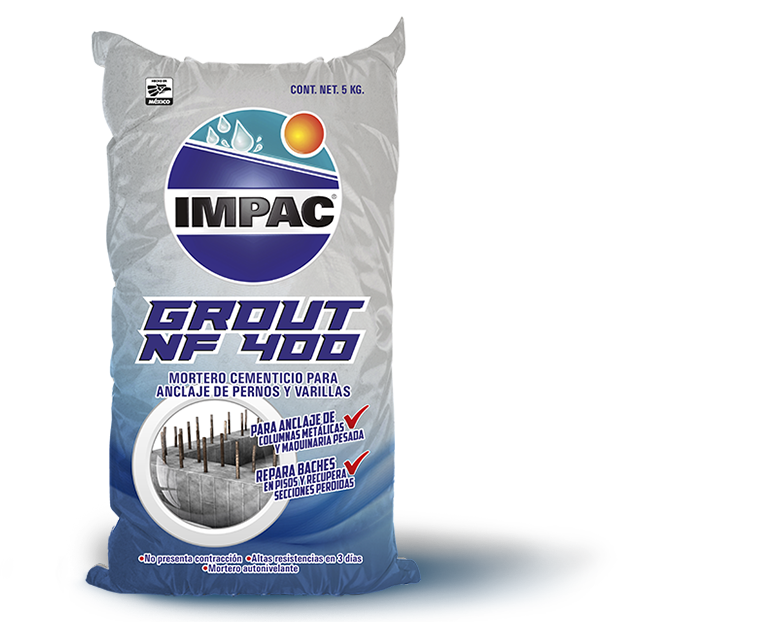 HECHO EN
MÉXICO
CONT. NET. 5 KG.
IMPAC®
GROUT
NF 400
MORTERO CEMENTICIO PARA
ANCLAJE DE PERNOS Y VARILLAS
PARA ANCLAJE DE
COLUMNAS METÁLICAS
Y MAQUINARIA PESADA
REPARA BACHES
EN PISOS Y RECUPERA
SECCIONES PERDIDAS
•No presenta contracción •Altas resistencias en 3 días
•Mortero autonivelante